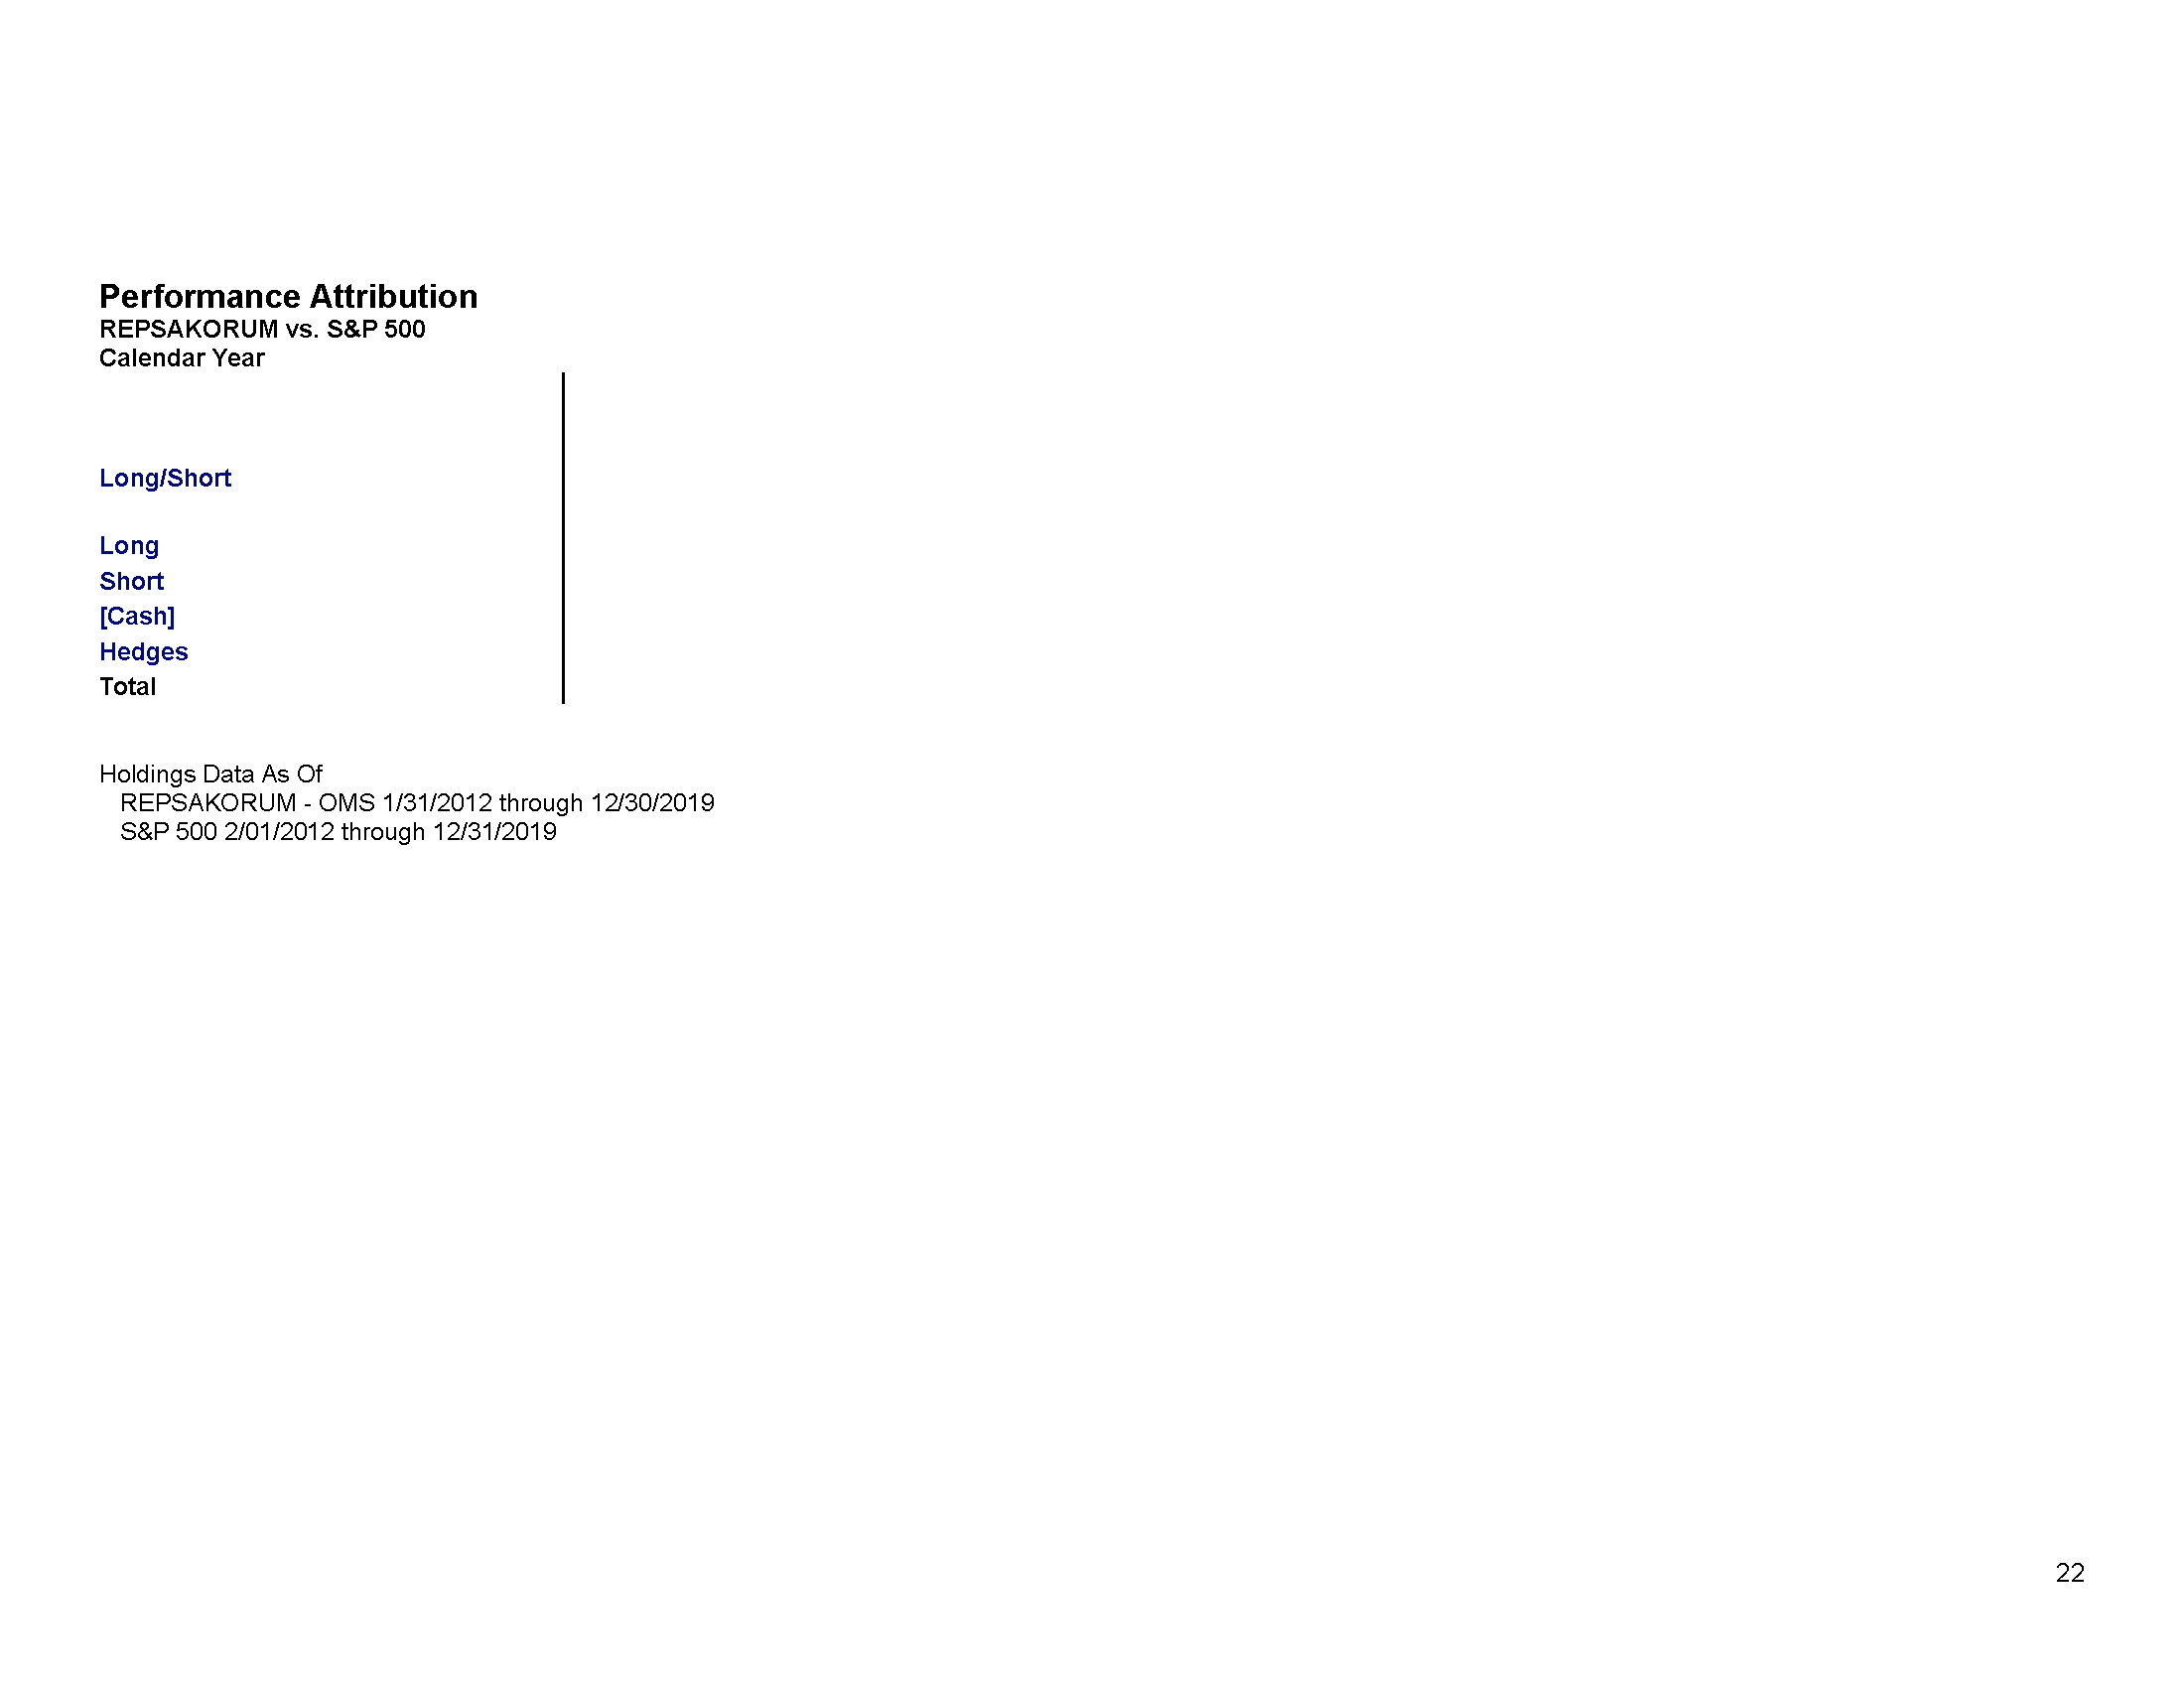 Performance Attribution
REPSAKORUM vs. S&P 500
Calendar Year
Long/Short
Long
Short
[Cash]
Hedges
Total
Holdings Data As Of
REPSAKORUM - OMS 1/31/2012 through 12/30/2019
S&P 500 2/01/2012 through 12/31/2019
22